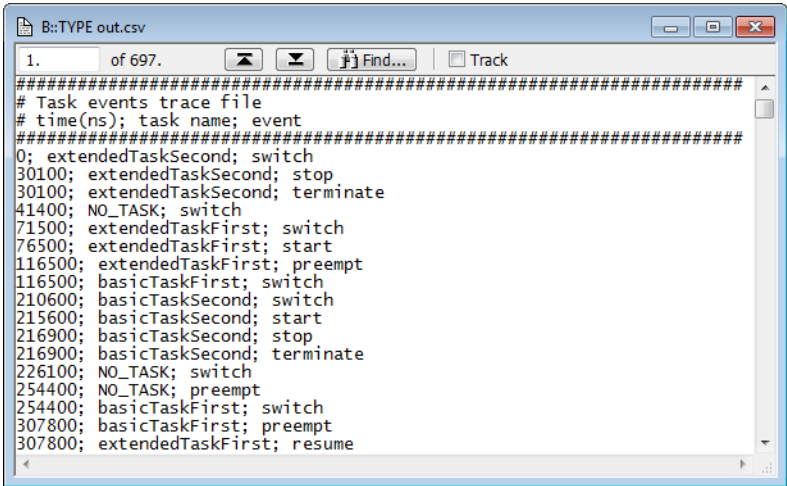 B::TYPE out.csv
1. of 697. Find... Track
######################################################################
# Task events trace file
# time(ns); task name; event
######################################################################
0; extendedTaskSecond; switch
30100; extendedTaskSecond; stop
30100; extendedTaskSecond; terminate
41400; NO_TASK; switch
71500; extendedTaskFirst; switch
76500; extendedTaskFirst; start
116500; extendedTaskFirst; preempt
116500; basicTaskFirst; switch
210600; basicTaskSecond; switch
215600; basicTaskSecond; start
216900; basicTaskSecond; stop
216900; basicTaskSecond; terminate
226100; NO_TASK; switch
254400; NO_TASK; preempt
254400; basicTaskFirst; switch
307800; basicTaskFirst; preempt
307800; extendedTaskFirst; resume